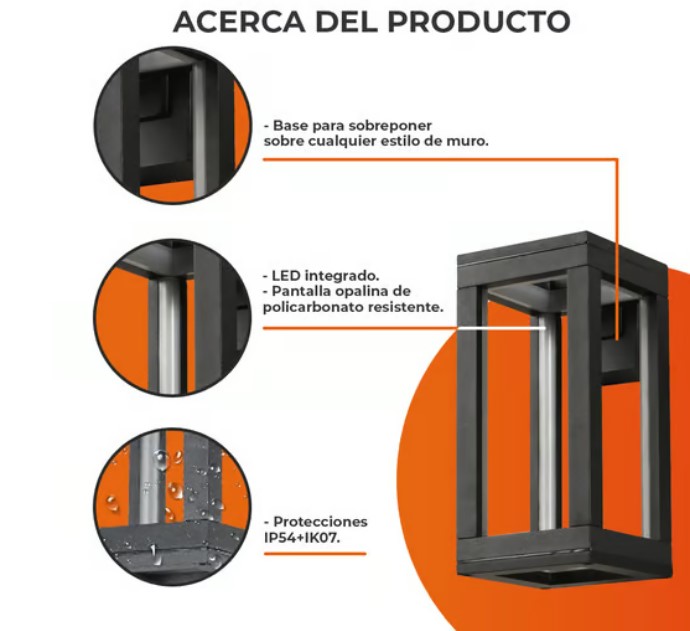 ACERCA DEL PRODUCTO
- Base para sobreponer
sobre cualquier estilo de muro.
- LED integrado.
- Pantalla opalina de
policarbonato resistente.
- Protecciones
IP54+IK07.